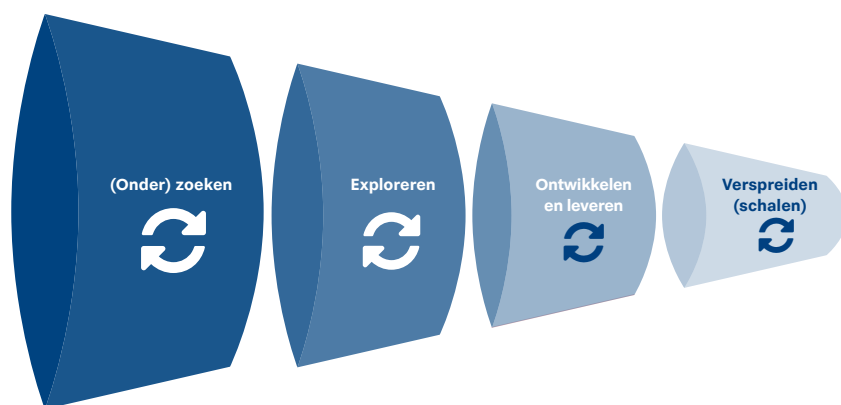 (Onder) zoeken
Exploreren
Ontwikkelen
en leveren
Verspreiden
(schalen)